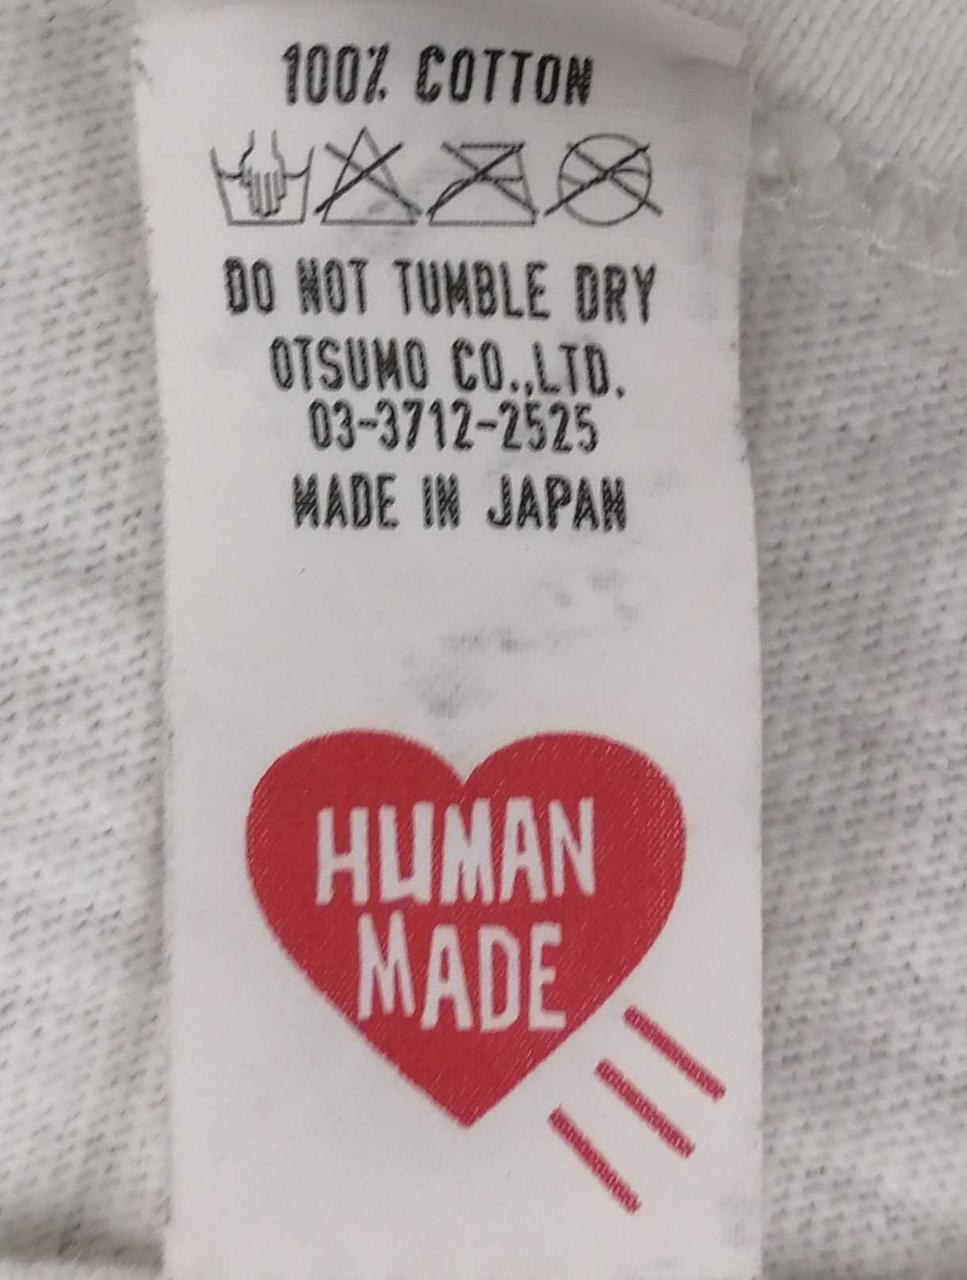 100% COTTON
DO NOT TUMBLE DRY
OTSUMO CO.,LTD.
03-3712-2525
MADE IN JAPAN
HUMAN
MADE